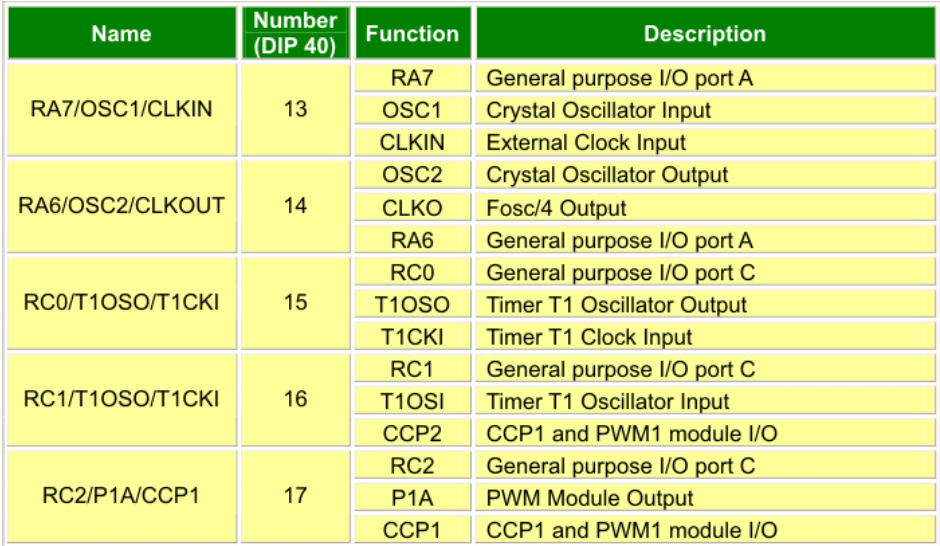 Name Number (DIP 40) Function Description
RA7/OSC1/CLKIN 13 RA7 General purpose I/O port A
OSC1 Crystal Oscillator Input
CLKIN External Clock Input
RA6/OSC2/CLKOUT 14 OSC2 Crystal Oscillator Output
CLKO Fosc/4 Output
RA6 General purpose I/O port A
RC0/T1OSO/T1CKI 15 RC0 General purpose I/O port C
T1OSO Timer T1 Oscillator Output
T1CKI Timer T1 Clock Input
RC1/T1OSO/T1CKI 16 RC1 General purpose I/O port C
T1OSI Timer T1 Oscillator Input
CCP2 CCP1 and PWM1 module I/O
RC2/P1A/CCP1 17 RC2 General purpose I/O port C
P1A PWM Module Output
CCP1 CCP1 and PWM1 module I/O